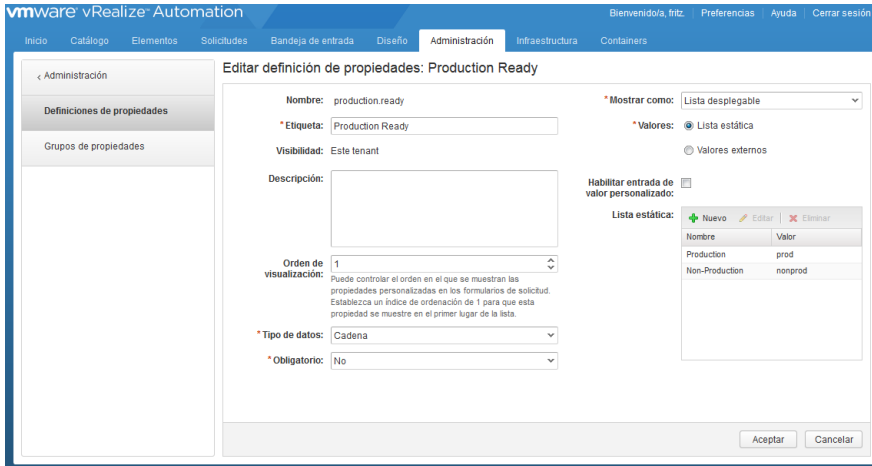 vmware vRealize™ Automation
Bienvenido/a, fritz. Preferencias Ayuda Cerrar sesión
Inicio Catálogo Elementos Solicitudes Bandeja de entrada Diseño Administración Infraestructura Containers
‹ Administración
Definiciones de propiedades
Grupos de propiedades
Editar definición de propiedades: Production Ready
Nombre: production.ready
*Etiqueta: Production Ready
Visibilidad: Este tenant
Descripción:
Orden de
visualización: 1
Puede controlar el orden en el que se muestran las
propiedades personalizadas en los formularios de solicitud.
Establezca un índice de ordenación de 1 para que esta
propiedad se muestre en el primer lugar de la lista.
*Tipo de datos: Cadena
*Obligatorio: No
*Mostrar como: Lista desplegable
*Valores: Lista estática
Valores externos
Habilitar entrada de
valor personalizado:
Lista estática: Nuevo Editar Eliminar
Nombre Valor
Production prod
Non-Production nonprod
Aceptar Cancelar